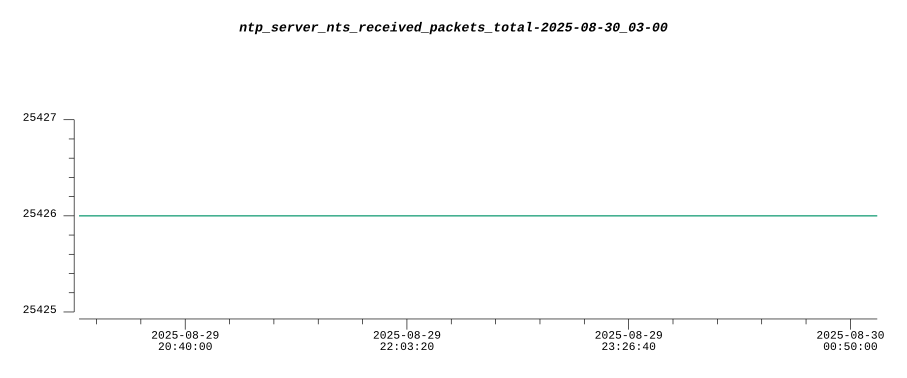 ntp_server_nts_received_packets_total-2025-08-30_03-00
25427
25426
25425
2025-08-29 2025-08-29 2025-08-29 2025-08-30
20:40:00 22:03:20 23:26:40 00:50:00